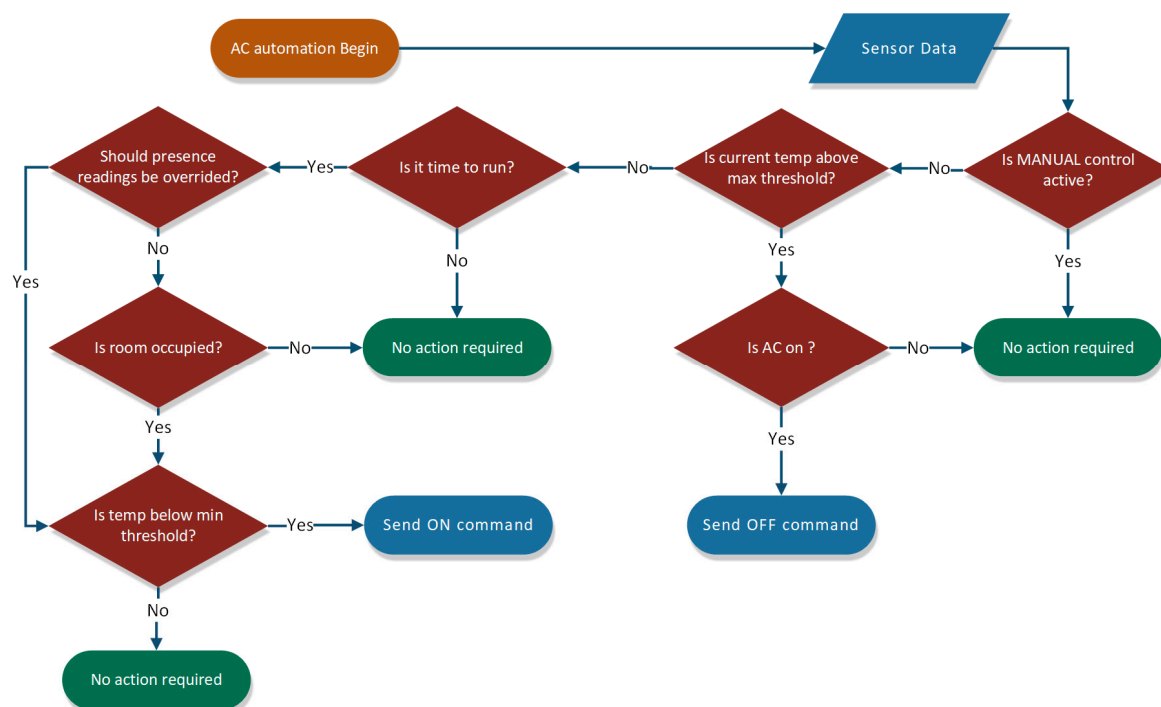 AC automation Begin
Sensor Data
Should presence
readings be overrided?
Yes
Is it time to run?
No
Is current temp above
max threshold?
No
Is MANUAL control
active?
No
No
Yes
Yes
Yes
Is room occupied?
No
No action required
Is AC on ?
No
No action required
Yes
Yes
Is temp below min
threshold?
Yes
Send ON command
Send OFF command
No
No action required